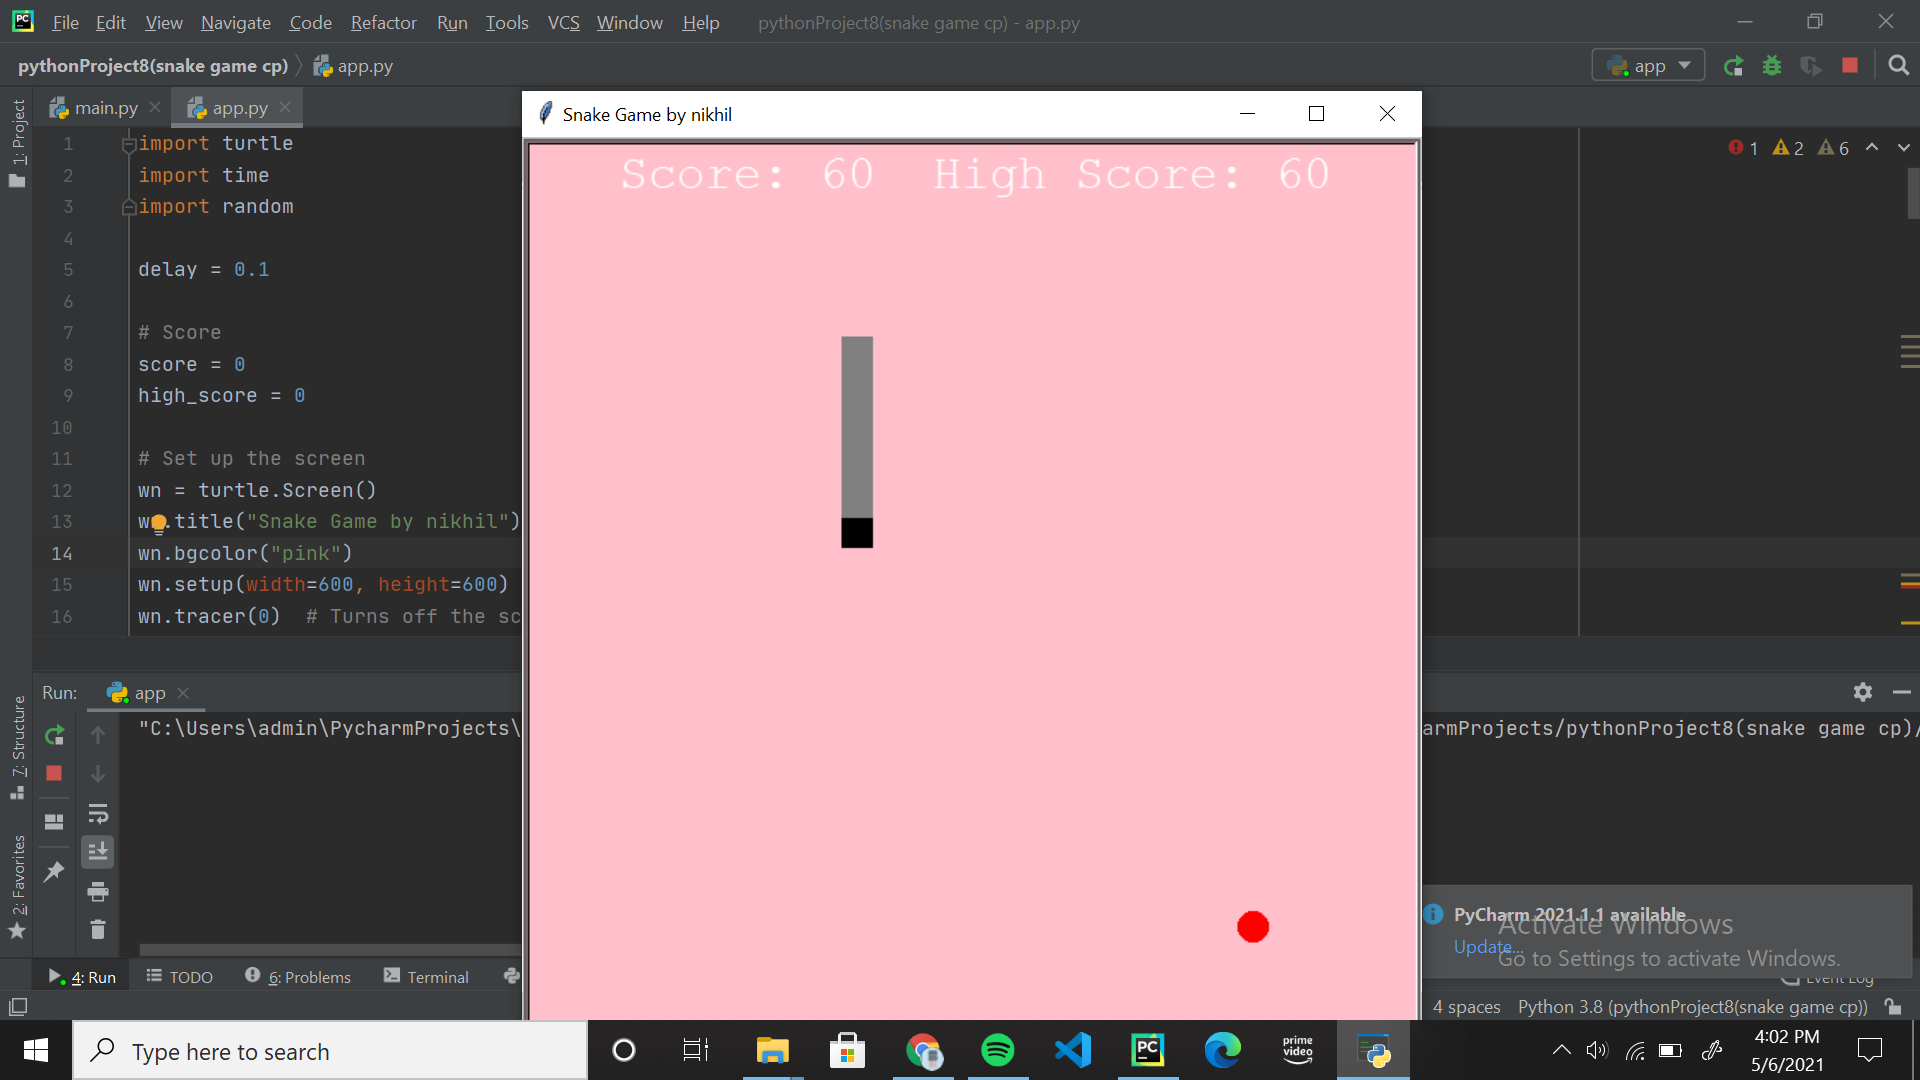 File Edit View Navigate Code Refactor Run Tools VCS Window Help pythonProject8(snake game cp) - app.py
pythonProject8(snake game cp) app.py
app
main.py app.py
1: Project
Snake Game by nikhil
Score: 60 High Score: 60
1 2 6
1 import turtle
2 import time
3 import random
4
5 delay = 0.1
6
7 # Score
8 score = 0
9 high_score = 0
10
11 # Set up the screen
12 wn = turtle.Screen()
13 w .title("Snake Game by nikhil")
14 wn.bgcolor("pink")
15 wn.setup(width=600, height=600)
16 wn.tracer(0) # Turns off the sc
7: Structure
2: Favorites
Run: app
"C:\Users\admin\PycharmProjects\
armProjects/pythonProject8(snake game cp)/
PyCharm 2021.1.1 available
Update...
Activate Windows
Go to Settings to activate Windows.
4: Run TODO 6: Problems Terminal
Event Log
4 spaces Python 3.8 (pythonProject8(snake game cp))
Type here to search
PC
prime video
4:02 PM
5/6/2021